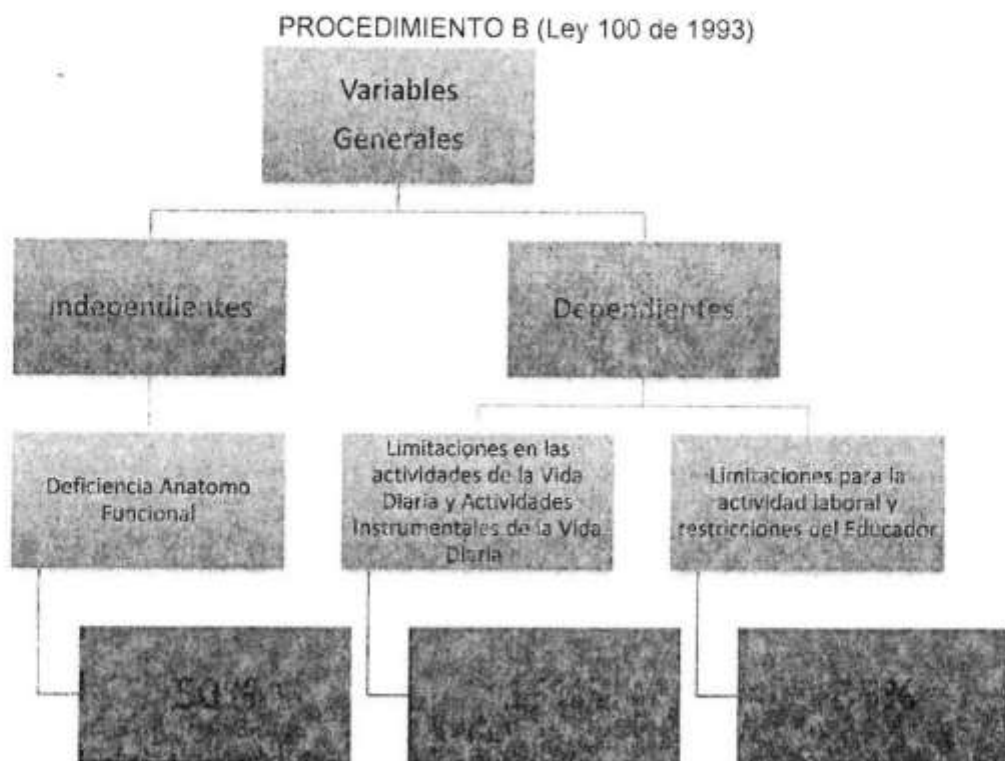 PROCEDIMIENTO B (Ley 100 de 1993)
Variables
Generales
Independientes
Dependientes
Deficiencia Anatomo
Funcional
Limitaciones en las
actividades de la Vida
Diaria y Actividades
Instrumentales de la Vida
Diaria
Limitaciones para la
actividad laboral y
restricciones del Educador
50%
%